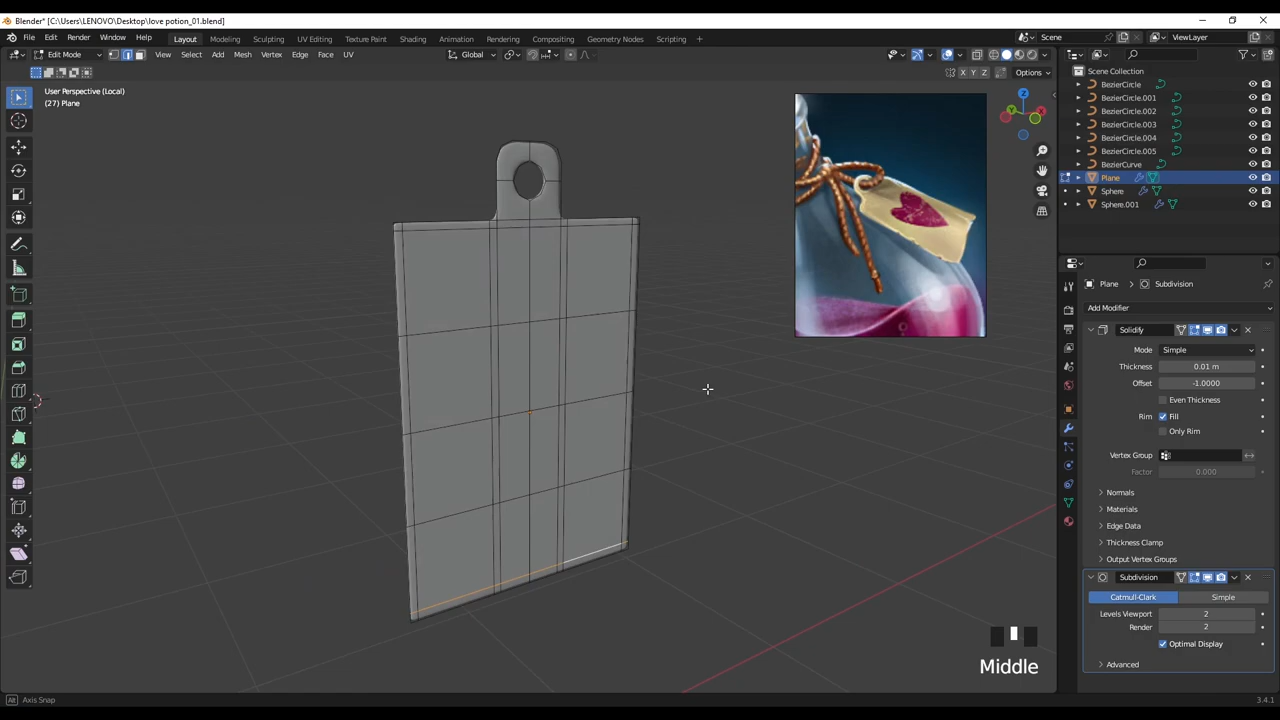 Blender* [C:\Users\LENOVO\Desktop\love potion_01.blend]
File Edit Render Window Help Layout Modeling Sculpting UV Editing Texture Paint Shading Animation Rendering Compositing Geometry Nodes Scripting Scene ViewLayer
Edit Mode View Select Add Mesh Vertex Edge Face UV Global
X Y Z Options
User Perspective (Local)
(27) Plane
Z
X
Y
Scene Collection
BezierCircle
BezierCircle.001
BezierCircle.002
BezierCircle.003
BezierCircle.004
BezierCircle.005
BezierCurve
Plane
Sphere
Sphere.001
Plane > Subdivision
Add Modifier
Solidify
Mode Simple
Thickness 0.01 m
Offset -1.0000
Even Thickness
Rim Fill
Only Rim
Vertex Group
Factor 0.000
Normals
Materials
Edge Data
Thickness Clamp
Output Vertex Groups
Subdivision
Catmull-Clark Simple
Levels Viewport 2
Render 2
Optimal Display
Advanced
Middle
Alt Axis Snap
3.4.1